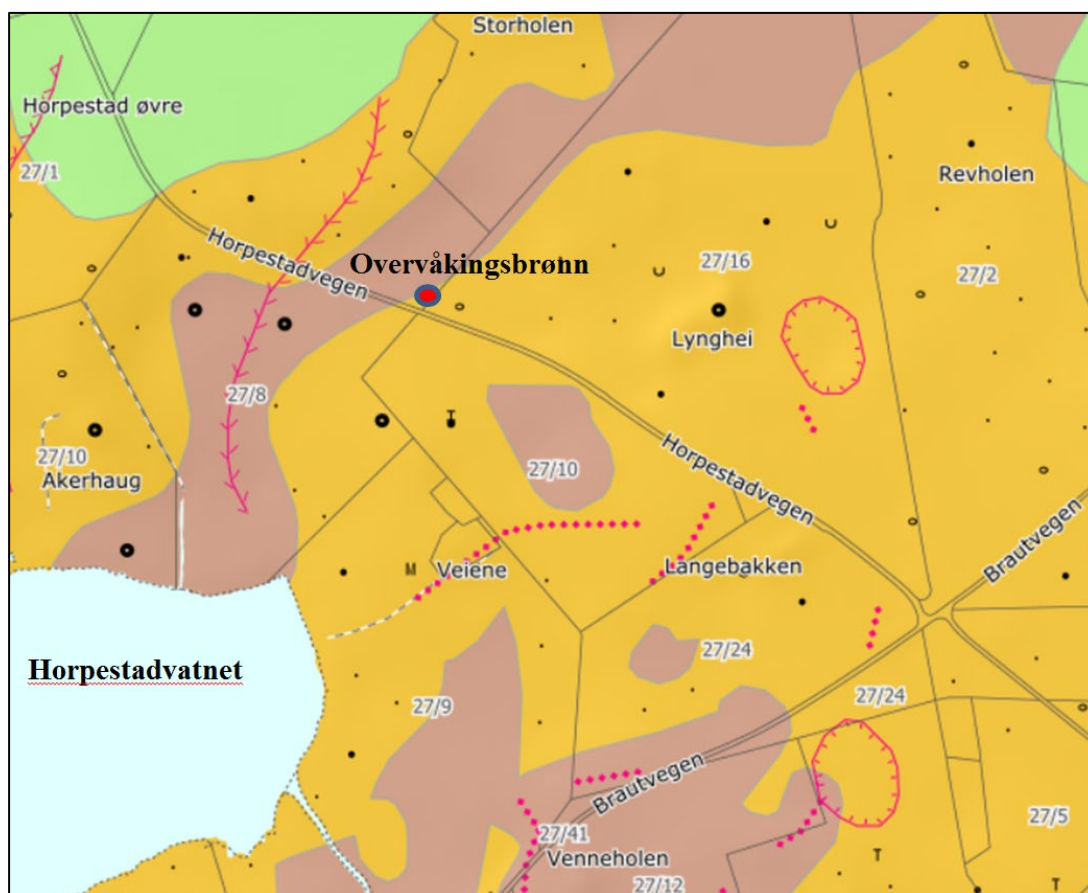 Storholen
Horpestad øvre
27/1
Revholen
Horpestadvegen
Overvåkingsbrønn
27/16
27/2
Lynghei
27/8
27/10
27/10
Akerhaug
Horpestadvegen
Brautvegen
M
Veiene
Langebakken
Horpestadvatnet
27/24
27/9
27/24
Brautvegen
27/5
27/41
Venneholen
T
27/12
T